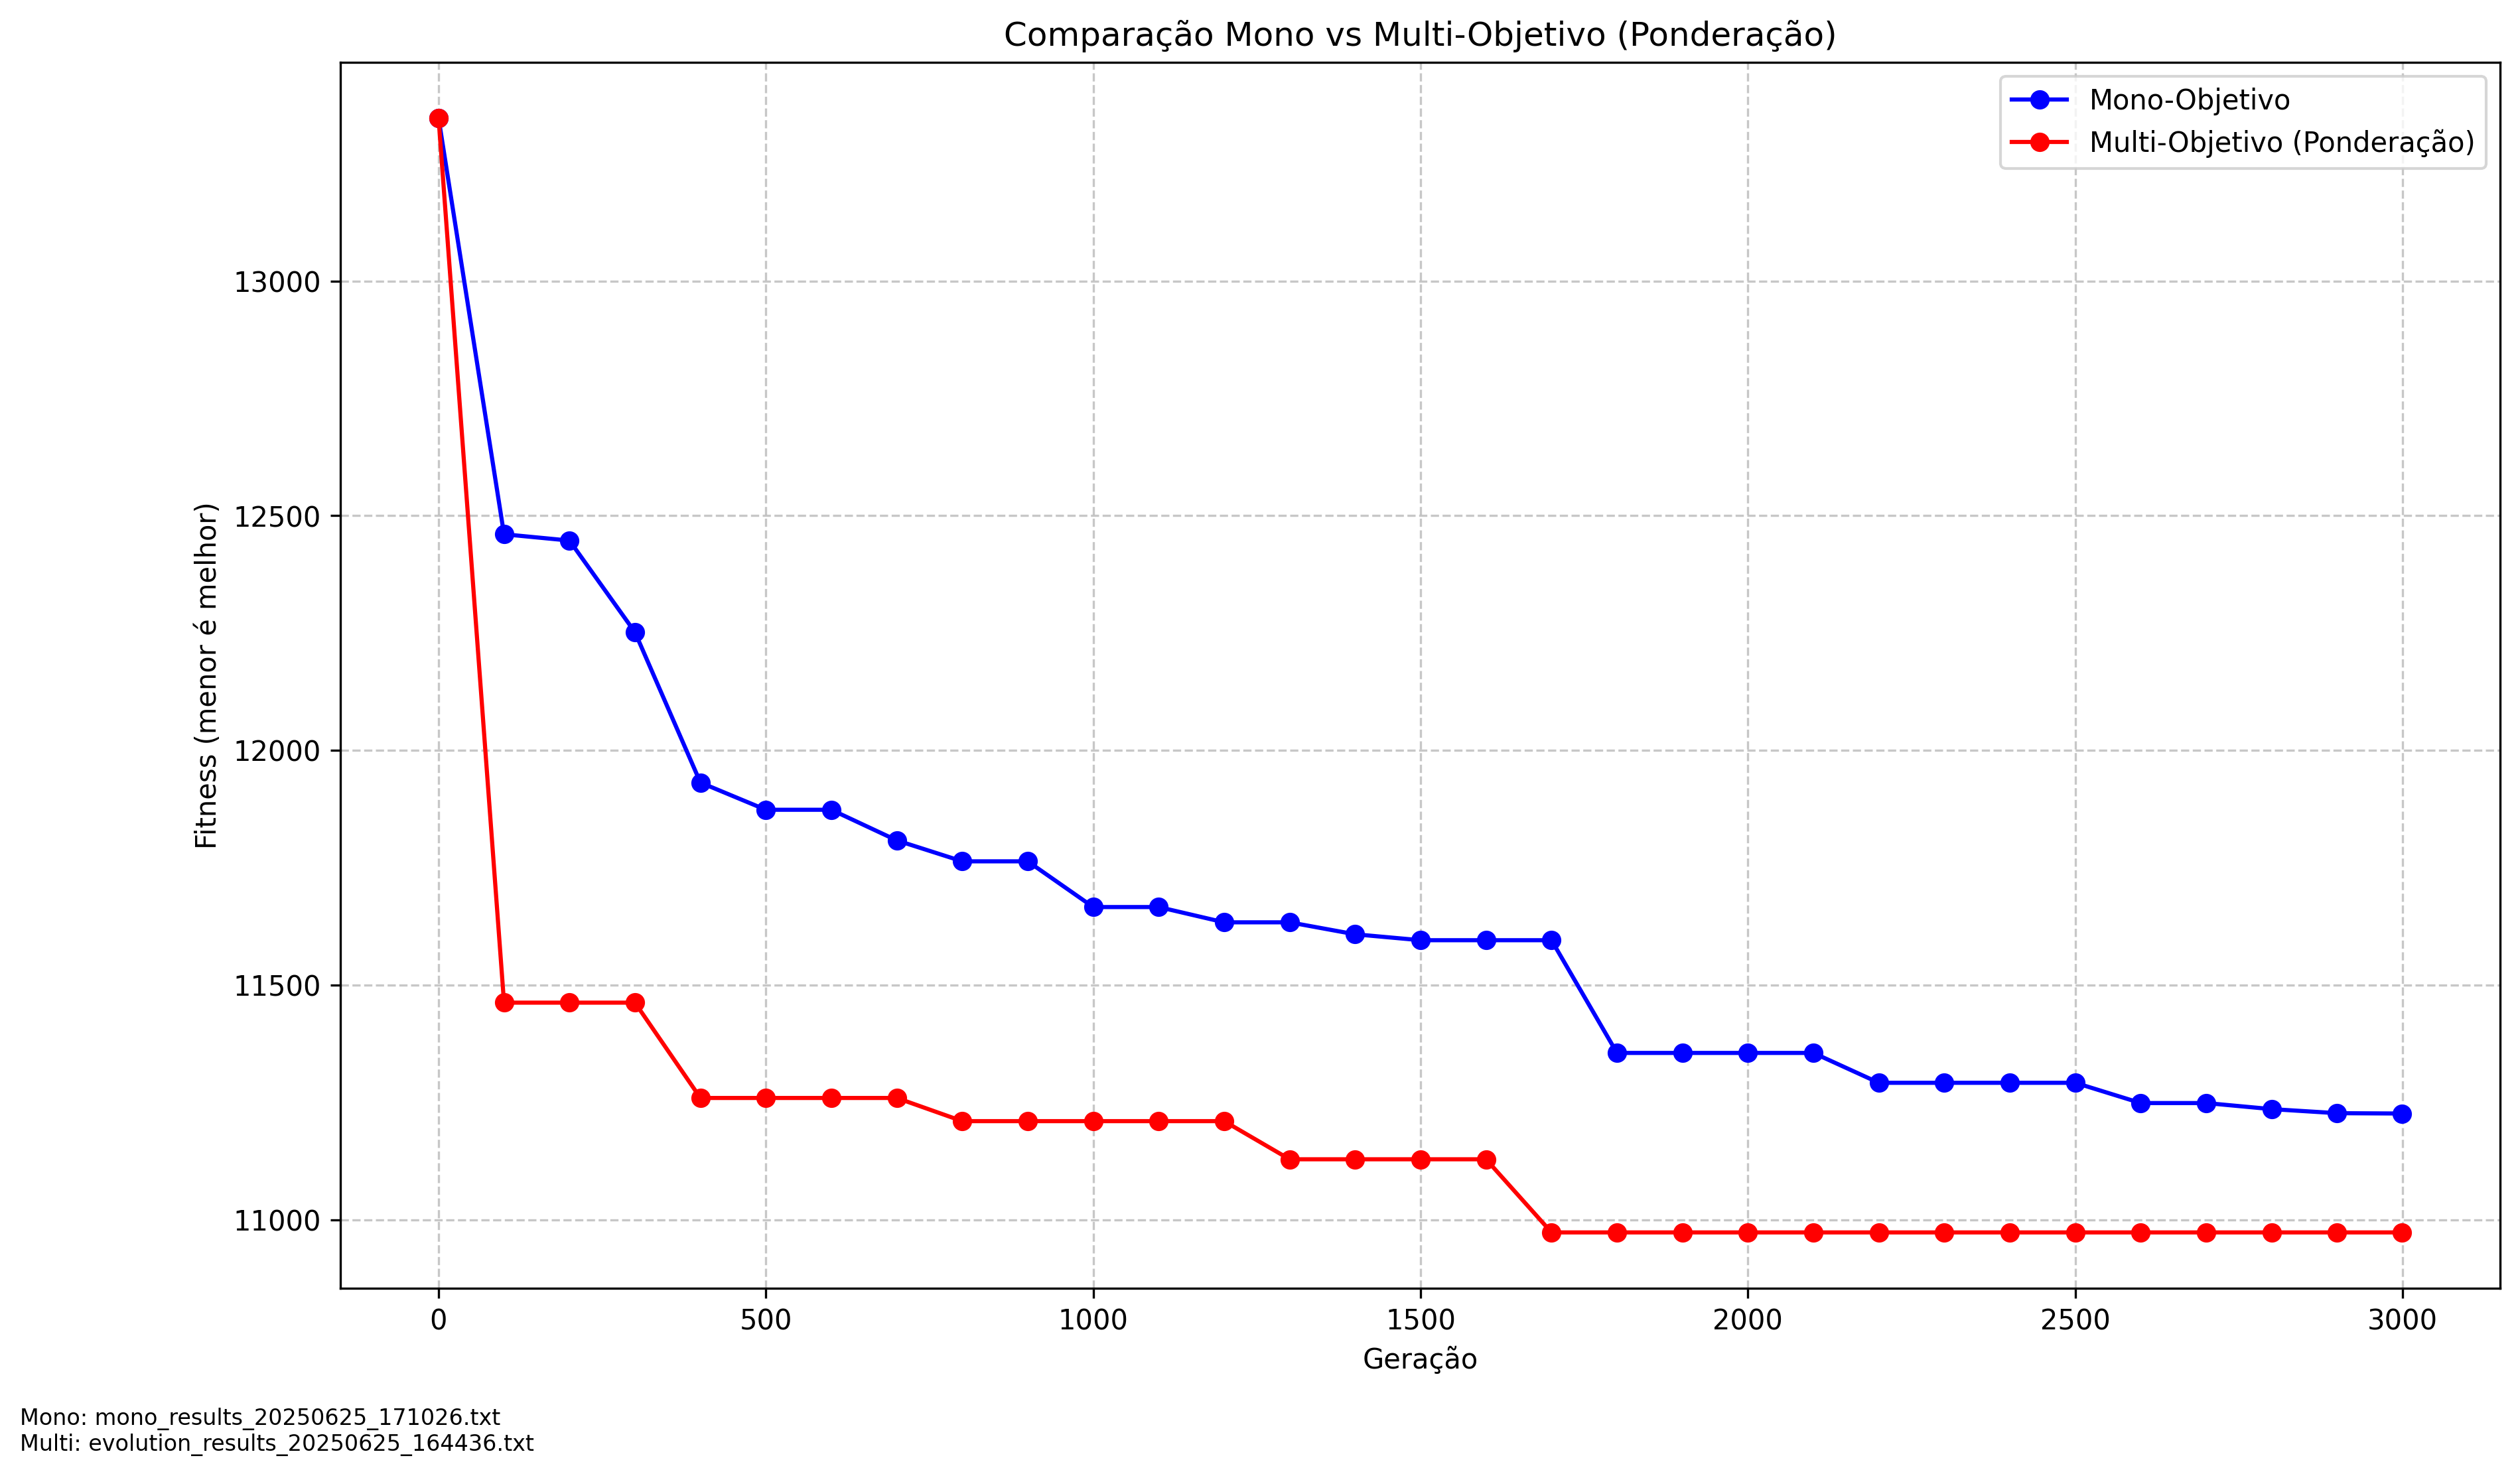 Comparação Mono vs Multi-Objetivo (Ponderação)
Mono-Objetivo
Multi-Objetivo (Ponderação)
Fitness (menor é melhor)
13000
12500
12000
11500
11000
0 500 1000 1500 2000 2500 3000
Geração
Mono: mono_results_20250625_171026.txt
Multi: evolution_results_20250625_164436.txt